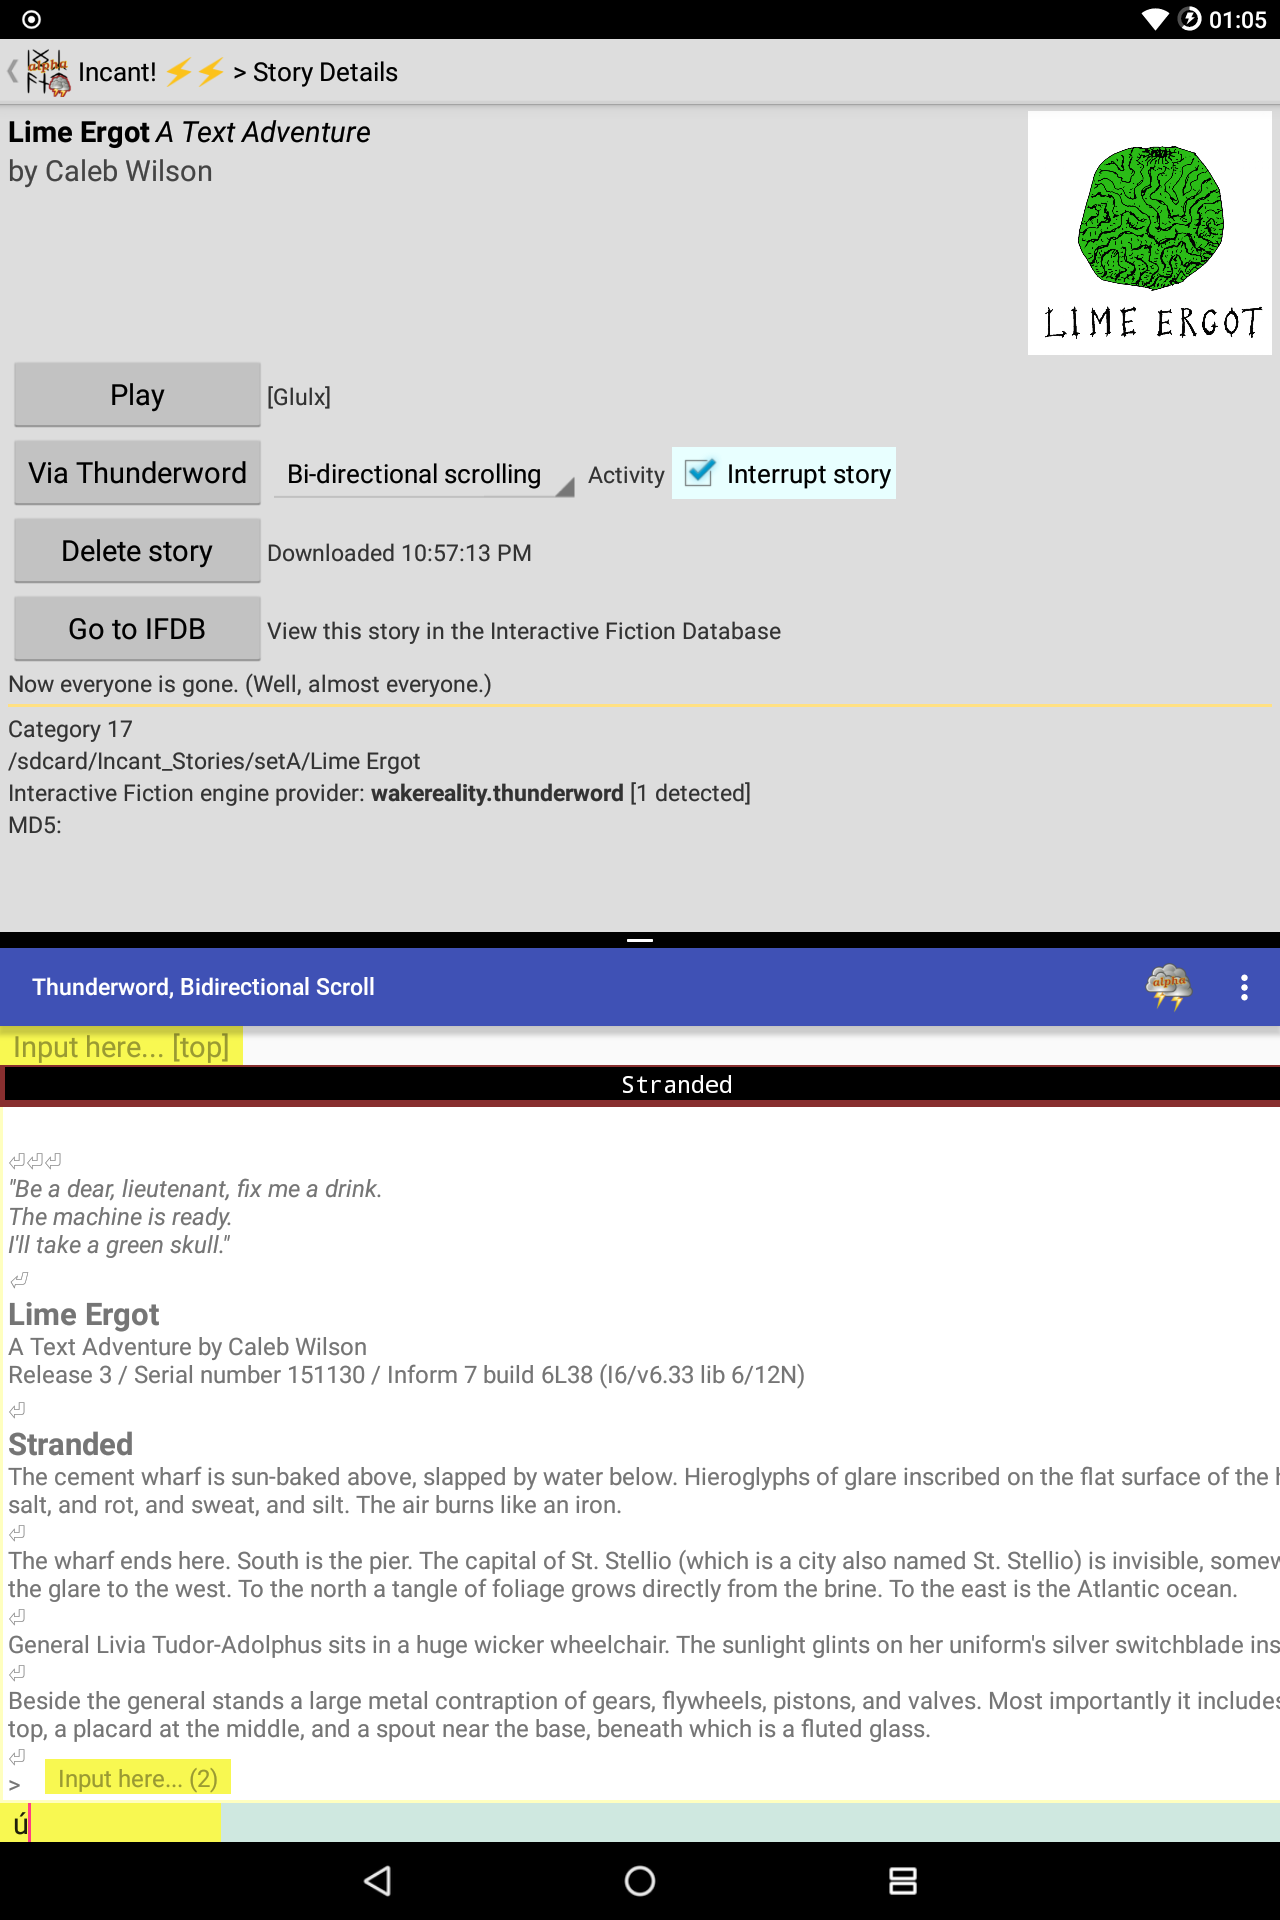 01:05
alpha
Incant! ⚡⚡ > Story Details
Lime Ergot A Text Adventure
by Caleb Wilson
LIME ERGOT
Play [Glulx]
Via Thunderword Bi-directional scrolling Activity Interrupt story
Delete story Downloaded 10:57:13 PM
Go to IFDB View this story in the Interactive Fiction Database
Now everyone is gone. (Well, almost everyone.)
Category 17
/sdcard/Incant_Stories/setA/Lime Ergot
Interactive Fiction engine provider: wakereality.thunderword [1 detected]
MD5:
Thunderword, Bidirectional Scroll
alpha
Input here... [top]
Stranded
⏎⏎⏎
"Be a dear, lieutenant, fix me a drink.
The machine is ready.
I'll take a green skull."
⏎
Lime Ergot
A Text Adventure by Caleb Wilson
Release 3 / Serial number 151130 / Inform 7 build 6L38 (I6/v6.33 lib 6/12N)
⏎
Stranded
The cement wharf is sun-baked above, slapped by water below. Hieroglyphs of glare inscribed on the flat surface of the
salt, and rot, and sweat, and silt. The air burns like an iron.
⏎
The wharf ends here. South is the pier. The capital of St. Stellio (which is a city also named St. Stellio) is invisible, somew
the glare to the west. To the north a tangle of foliage grows directly from the brine. To the east is the Atlantic ocean.
⏎
General Livia Tudor-Adolphus sits in a huge wicker wheelchair. The sunlight glints on her uniform's silver switchblade ins
⏎
Beside the general stands a large metal contraption of gears, flywheels, pistons, and valves. Most importantly it includes
top, a placard at the middle, and a spout near the base, beneath which is a fluted glass.
⏎
> Input here... (2)
ú